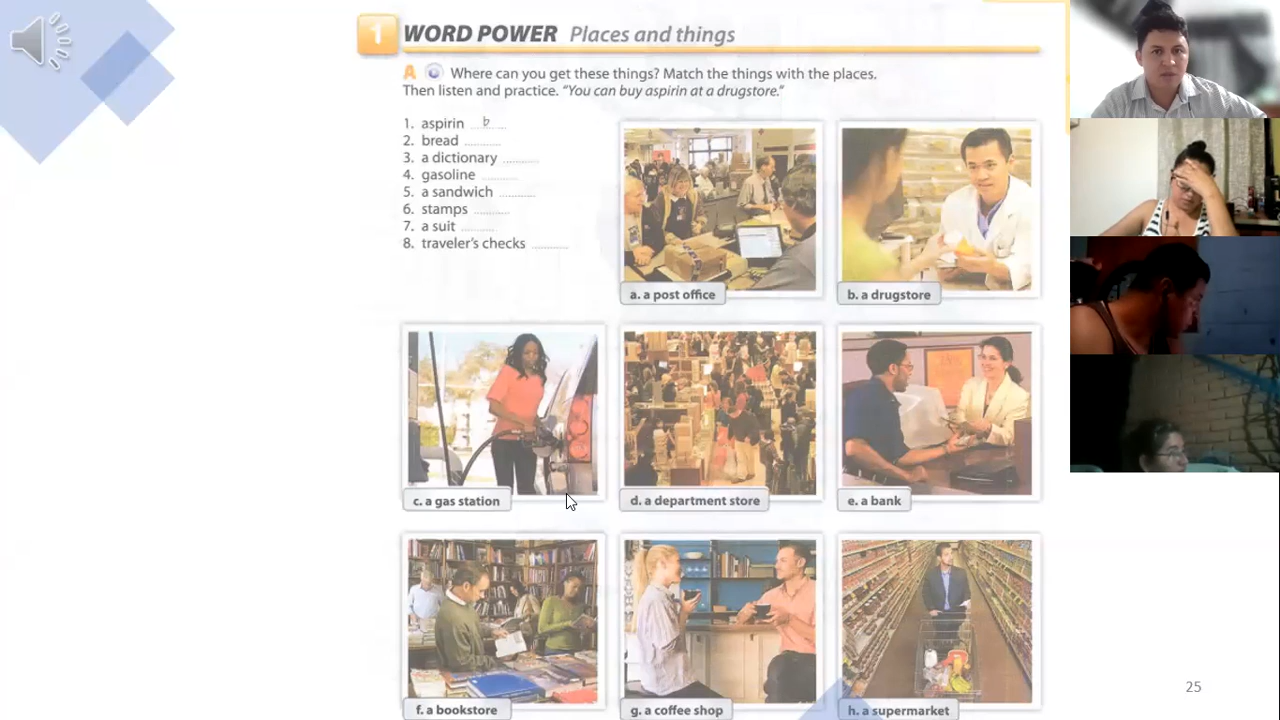 1 WORD POWER Places and things
A Where can you get these things? Match the things with the places.
Then listen and practice. "You can buy aspirin at a drugstore."
1. aspirin b
2. bread ..........
3. a dictionary ..........
4. gasoline ..........
5. a sandwich ..........
6. stamps ..........
7. a suit ..........
8. traveler's checks ..........
a. a post office
b. a drugstore
c. a gas station
d. a department store
e. a bank
f. a bookstore
g. a coffee shop
h. a supermarket
25